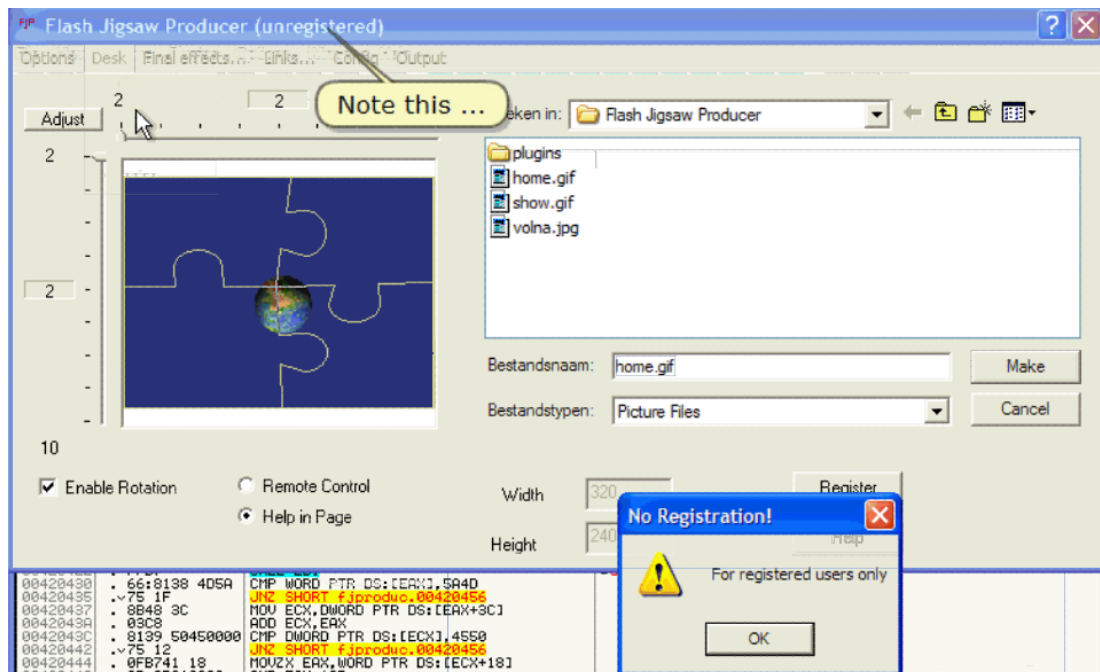 FJP Flash Jigsaw Producer (unregistered)
Options Desk Final effects... Links... Config Output
Note this ...
Adjust
2
2
eken in: Flash Jigsaw Producer
2
plugins
home.gif
show.gif
volna.jpg
2
Bestandsnaam: home.gif Make
Bestandstypen: Picture Files Cancel
10
Enable Rotation
Remote Control
Help in Page
Width 320
Height 240
Register
Help
No Registration!
For registered users only
OK
00420430 . 66:8138 4D5A CMP WORD PTR DS:[EAX],5A4D
00420435 .v75 1F JNZ SHORT fjproduc.00420456
00420437 . 8B48 3C MOV ECX,DWORD PTR DS:[EAX+3C]
0042043A . 03C8 ADD ECX,EAX
0042043C . 8139 50450000 CMP DWORD PTR DS:[ECX],4550
00420442 .v75 12 JNZ SHORT fjproduc.00420456
00420444 . 0FB741 18 MOVZX EAX,WORD PTR DS:[ECX+18]